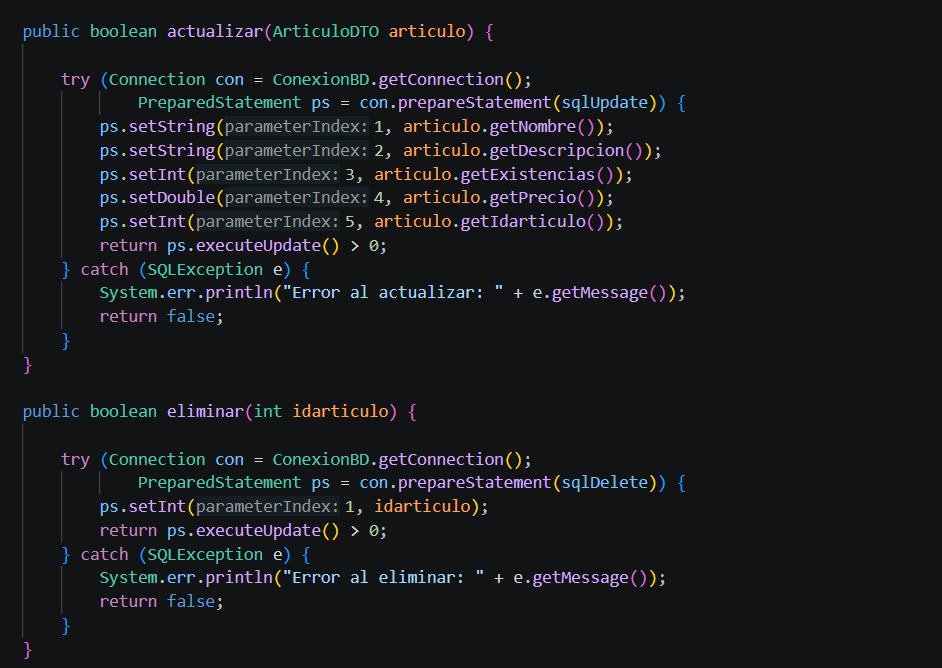 public boolean actualizar(ArticuloDTO articulo) {
try (Connection con = ConexionBD.getConnection();
PreparedStatement ps = con.prepareStatement(sqlUpdate)) {
ps.setString(parameterIndex: 1, articulo.getNombre());
ps.setString(parameterIndex: 2, articulo.getDescripcion());
ps.setInt(parameterIndex: 3, articulo.getExistencias());
ps.setDouble(parameterIndex: 4, articulo.getPrecio());
ps.setInt(parameterIndex: 5, articulo.getIdarticulo());
return ps.executeUpdate() > 0;
} catch (SQLException e) {
System.err.println("Error al actualizar: " + e.getMessage());
return false;
}
}
public boolean eliminar(int idarticulo) {
try (Connection con = ConexionBD.getConnection();
PreparedStatement ps = con.prepareStatement(sqlDelete)) {
ps.setInt(parameterIndex: 1, idarticulo);
return ps.executeUpdate() > 0;
} catch (SQLException e) {
System.err.println("Error al eliminar: " + e.getMessage());
return false;
}
}